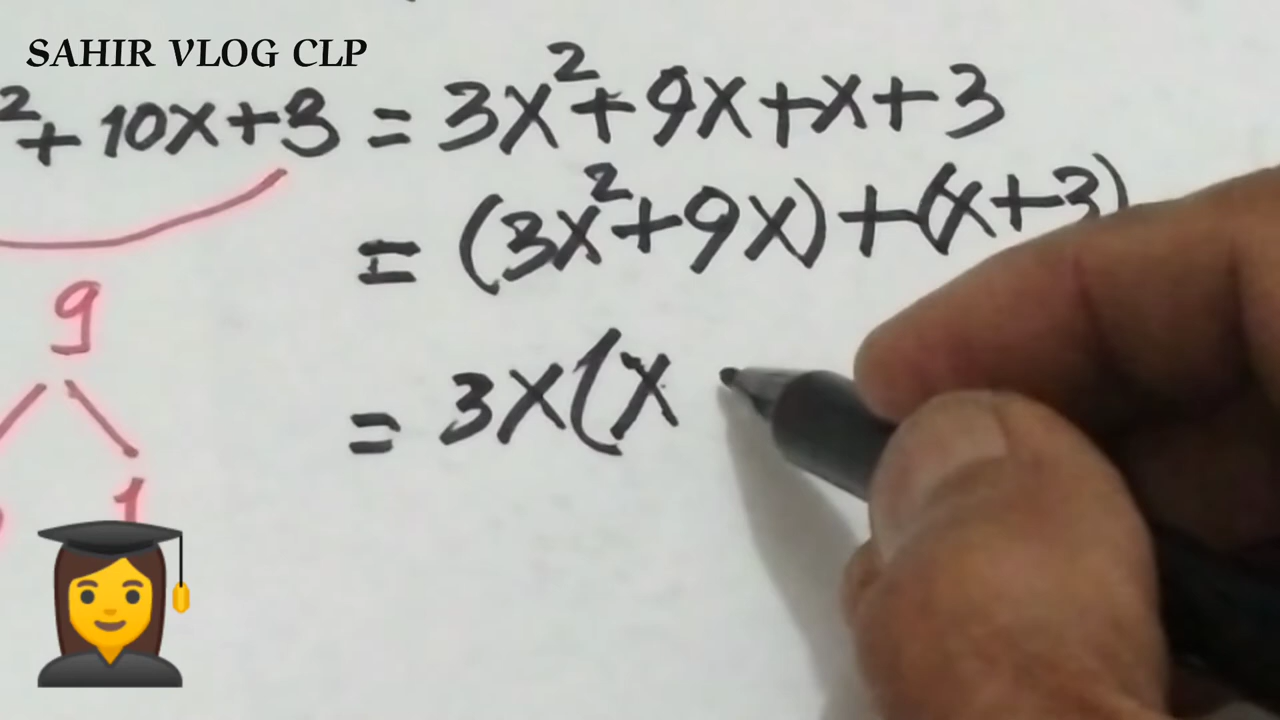 SAHIR VLOG CLP
² + 10x + 3 = 3x² + 9x + x + 3
= (3x² + 9x) + (x + 3)
9
= 3x(x
1